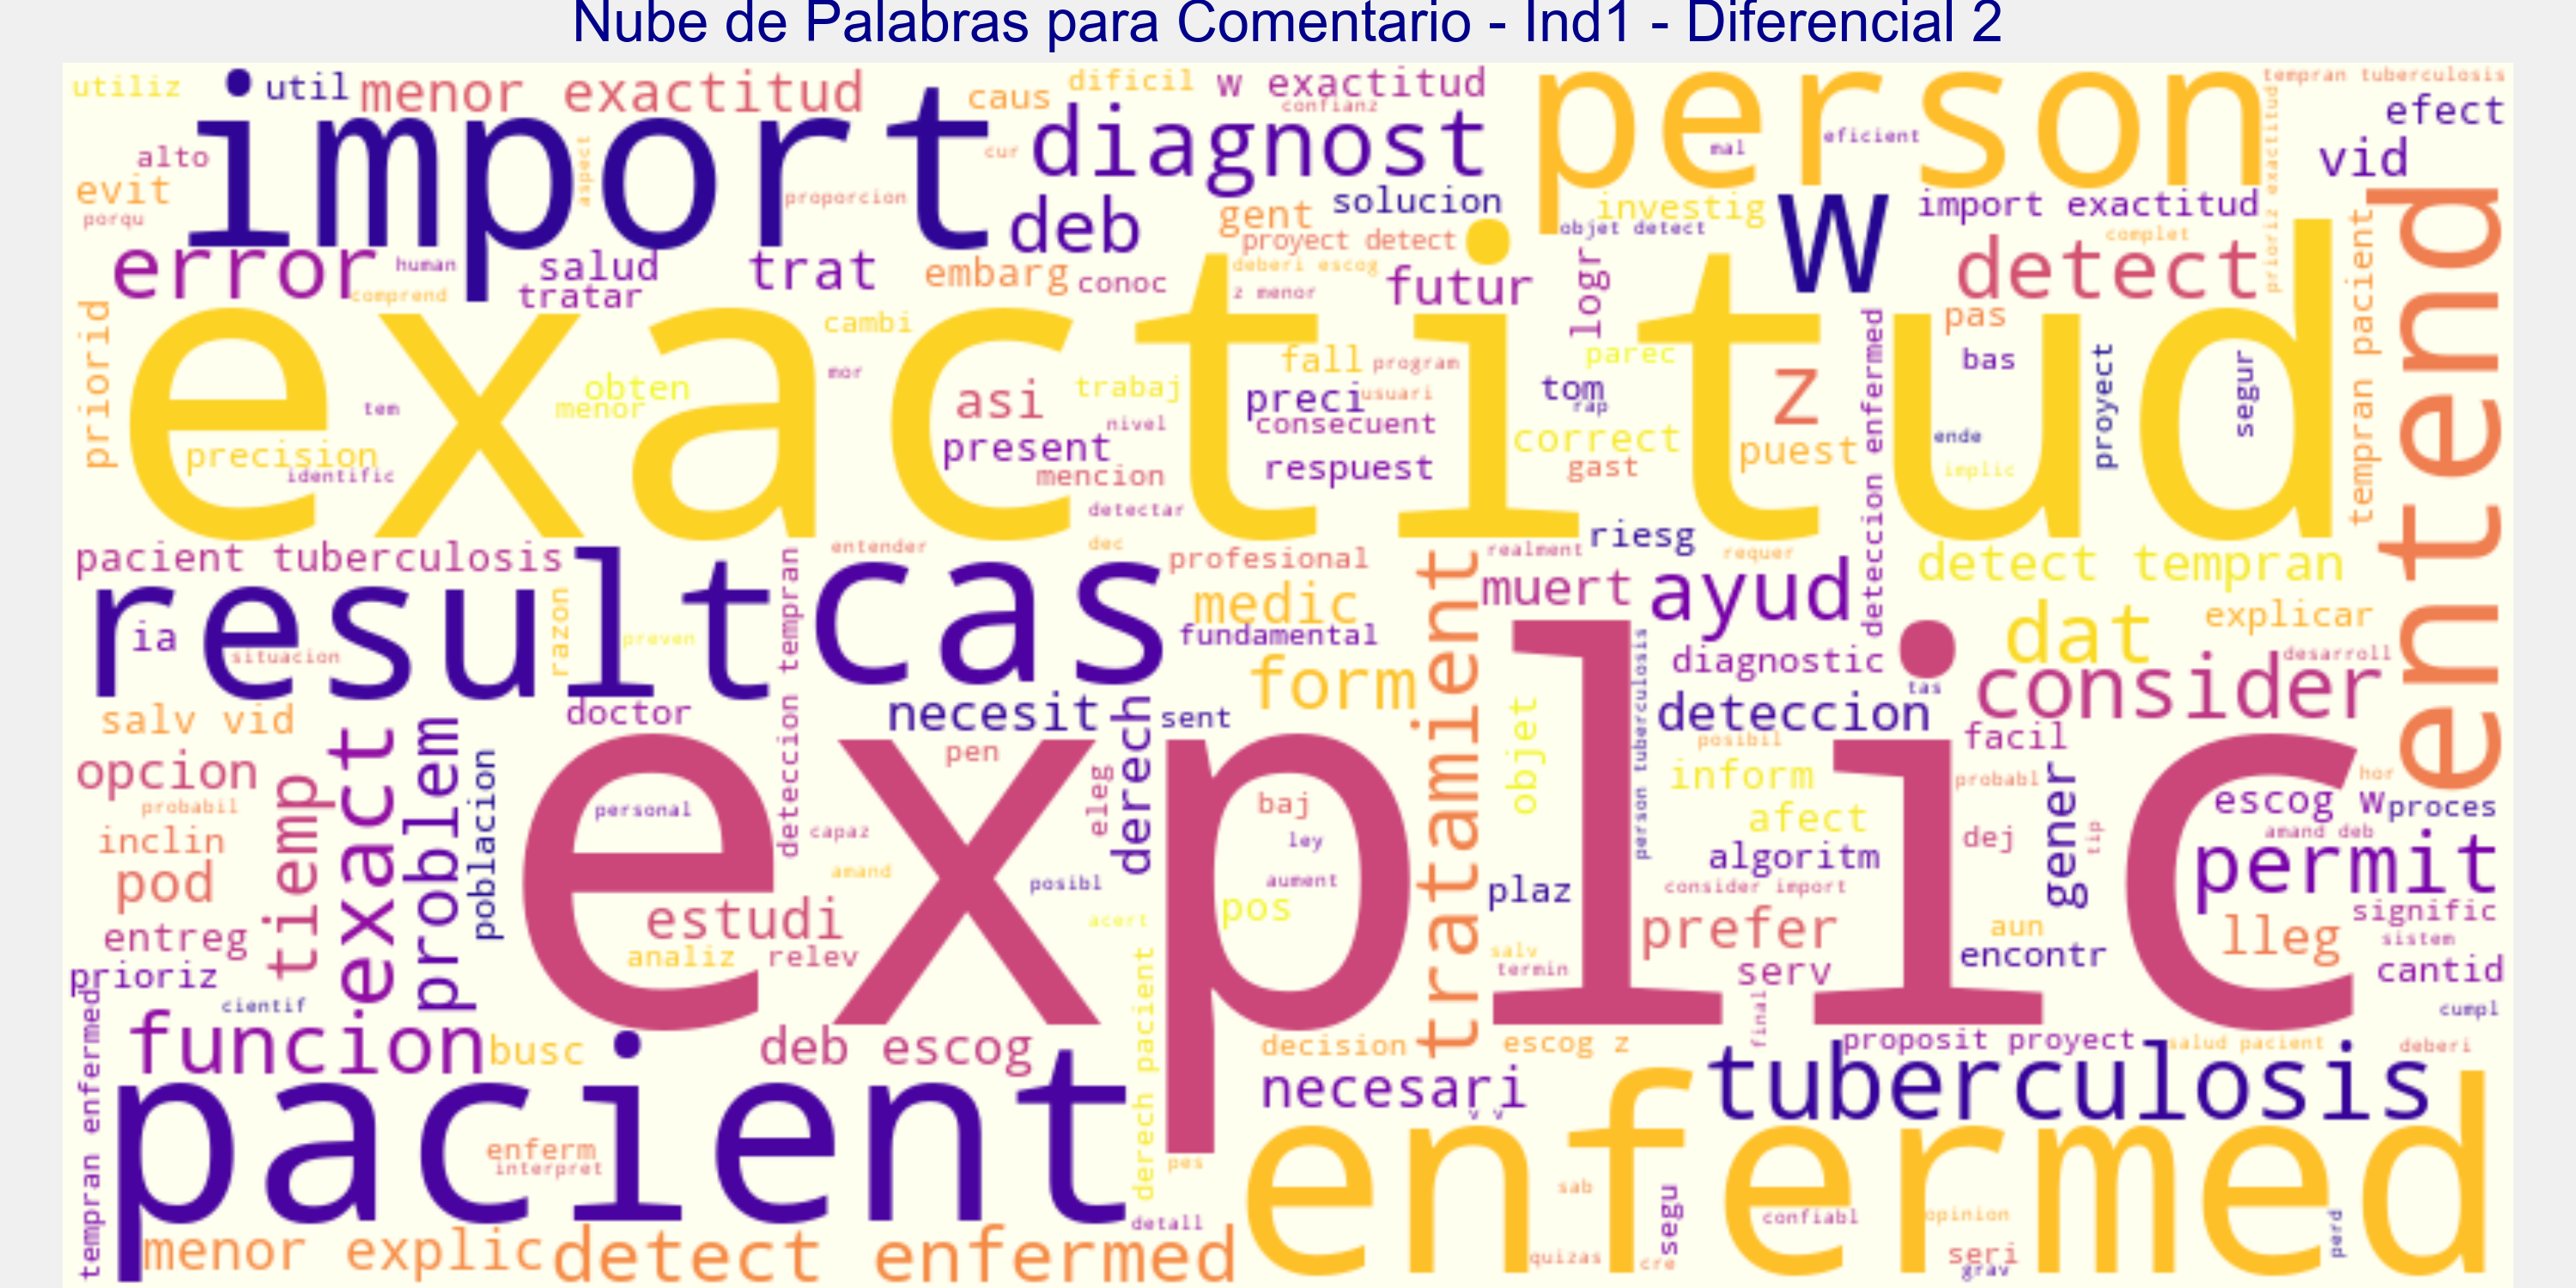 Nube de Palabras para Comentario - Ind1 - Diferencial 2
utiliz
util
menor exactitud
caus
dificil
w exactitud
confianz
person
tempran tuberculosis
efect
import
alto
evit
porqu
aspect
proporcion
cur
diagnost
mal
eficient
vid
deb
gent
solucion
investig
objet detect
w
import exactitud
prioriz exactitud
error
human
comprend
salud
tratar
trat
embarg
conoc
proyect detect
deberi escog
z menor
futur
logr
detect
complet
tempran pacient
entend
priorid
exactitud
cambi
mor
obten
menor
tem
precision
identific
asi
present
mencion
detectar
trabaj
nivel
fall
program
preci
usuari
consecuent
respuest
parec
tom
rap
correct
gast
z
puest
deteccion enfermed
pas
bas
ende
implic
proyect
segur
pacient tuberculosis
result
ia
situacion
razon
preven
deteccion tempran
entender
dec
cas
profesional
medic
fundamental
form
tratamient
realment
riesg
requer
muert
ayud
diagnostic
deteccion
tas
detect tempran
dat
explicar
desarroll
consider
salv vid
doctor
necesit
sent
derech
pen
eleg
objet
person tuberculosis
posibil
inform
afect
algoritm
consider import
facil
probabl
dej
gener
tip
hor
escog w
proces
amand deb
permit
opcion
probabil
inclin
pod
entreg
prioriz
tiemp
exact
problem
poblacion
explic
personal
capaz
amand
posibl
acert
estudi
analiz
relev
baj
ley
aument
pos
plaz
salv
termin
prefer
serv
final
aun
encontr
lleg
signific
sistem
cantid
cumpl
cientif
tempran enfermed
funcion
busc
deb escog
derech pacient
decision
escog z
proposit proyect
salud pacient
deberi
necesari
tuberculosis
pacient
enferm
interpret
pes
detall
enfermed
sab
segu
confiabl
opinion
quizas
cre
seri
grav
perd
menor explic
detect enfermed